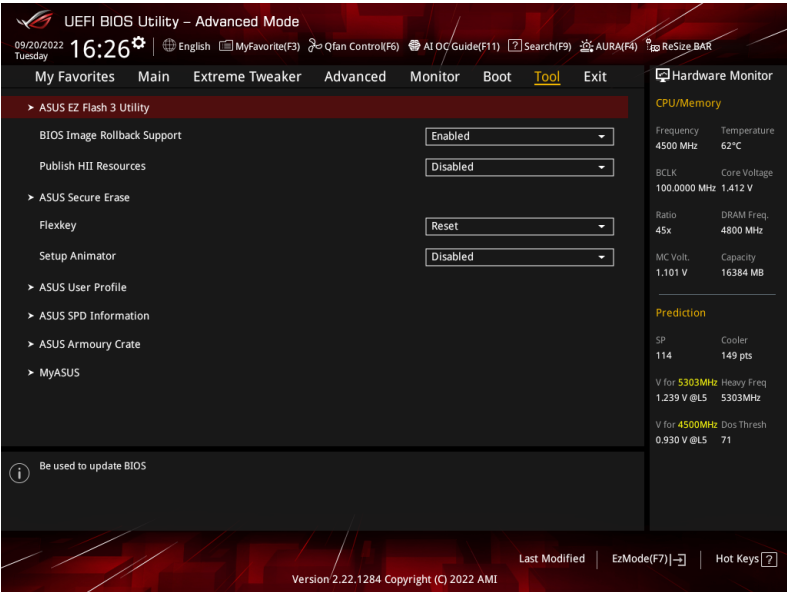 UEFI BIOS Utility – Advanced Mode
09/20/2022 Tuesday 16:26 English MyFavorite(F3) Qfan Control(F6) AI OC Guide(F11) ? Search(F9) AURA(F4) ReSize BAR
My Favorites Main Extreme Tweaker Advanced Monitor Boot Tool Exit
Hardware Monitor
ASUS EZ Flash 3 Utility
BIOS Image Rollback Support Enabled
Publish HII Resources Disabled
ASUS Secure Erase
Flexkey Reset
Setup Animator Disabled
ASUS User Profile
ASUS SPD Information
ASUS Armoury Crate
MyASUS
CPU/Memory
Frequency Temperature
4500 MHz 62°C
BCLK Core Voltage
100.0000 MHz 1.412 V
Ratio DRAM Freq.
45x 4800 MHz
MC Volt. Capacity
1.101 V 16384 MB
Prediction
SP Cooler
114 149 pts
V for 5303MHz Heavy Freq
1.239 V @L5 5303MHz
V for 4500MHz Dos Thresh
0.930 V @L5 71
Be used to update BIOS
Last Modified EzMode(F7) Hot Keys ?
Version 2.22.1284 Copyright (C) 2022 AMI